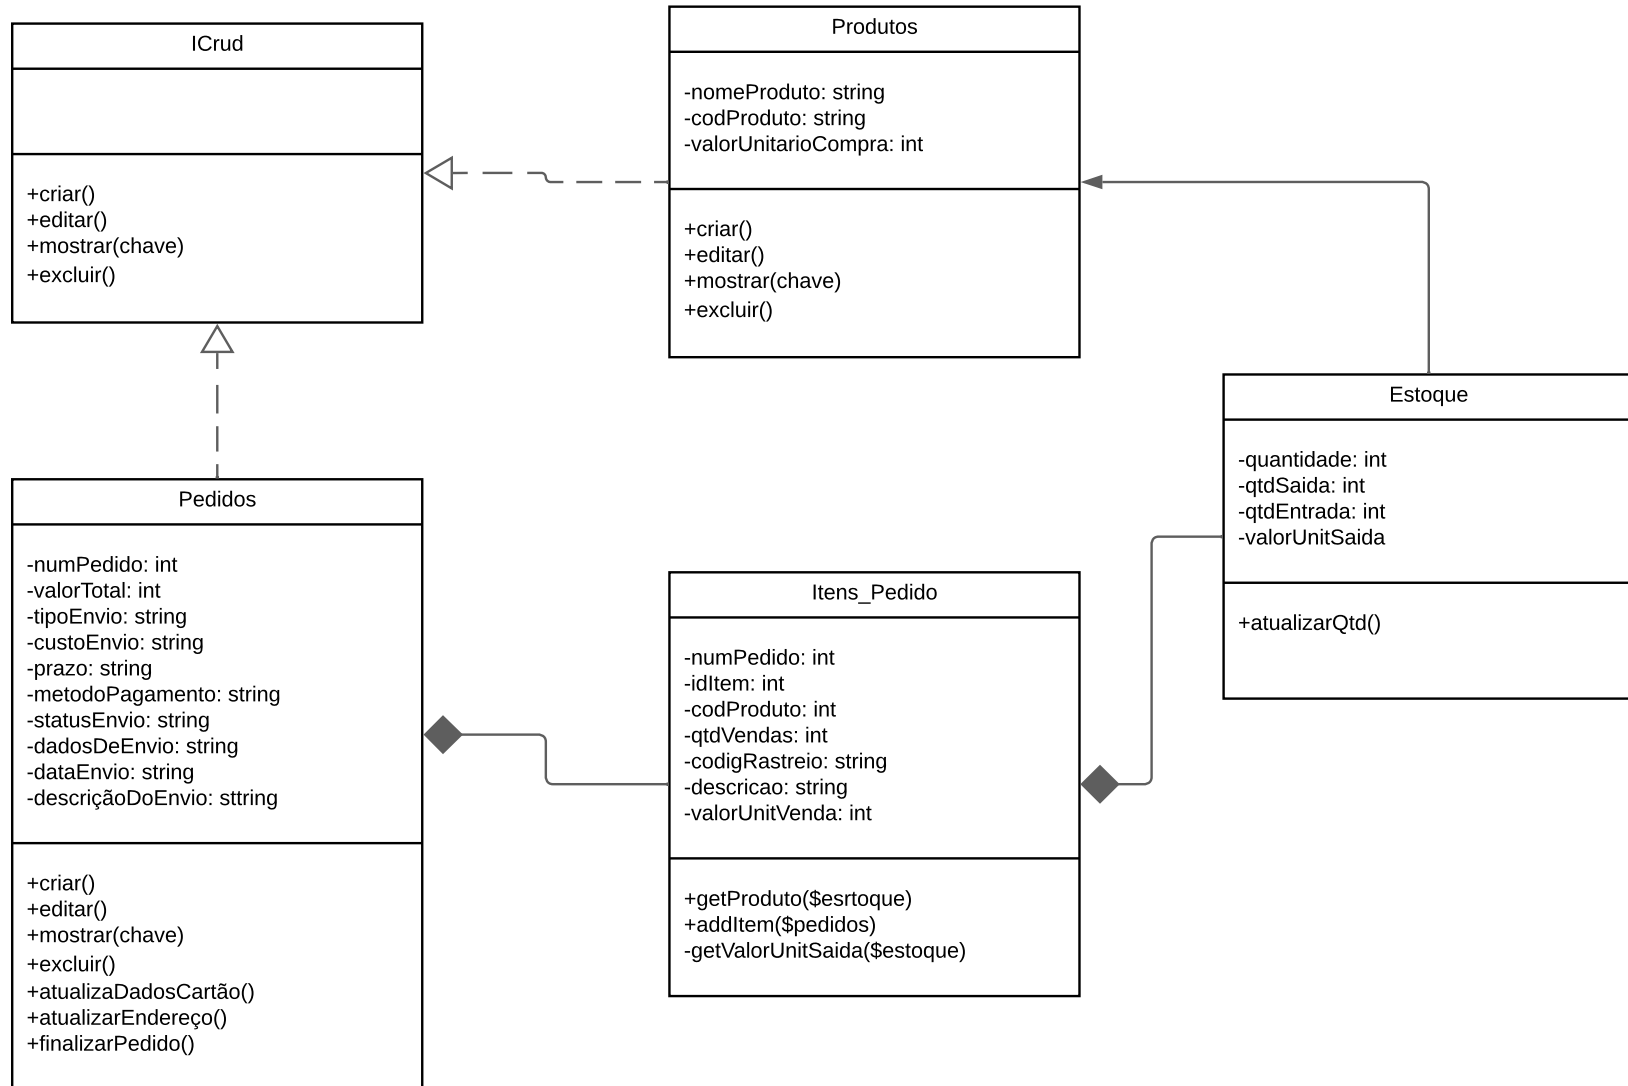 ICrud
+criar()
+editar()
+mostrar(chave)
+excluir()
Produtos
-nomeProduto: string
-codProduto: string
-valorUnitarioCompra: int
+criar()
+editar()
+mostrar(chave)
+excluir()
Estoque
-quantidade: int
-qtdSaida: int
-qtdEntrada: int
-valorUnitSaida
+atualizarQtd()
Pedidos
-numPedido: int
-valorTotal: int
-tipoEnvio: string
-custoEnvio: string
-prazo: string
-metodoPagamento: string
-statusEnvio: string
-dadosDeEnvio: string
-dataEnvio: string
-descriçãoDoEnvio: sttring
+criar()
+editar()
+mostrar(chave)
+excluir()
+atualizaDadosCartão()
+atualizarEndereço()
+finalizarPedido()
Itens_Pedido
-numPedido: int
-idItem: int
-codProduto: int
-qtdVendas: int
-codigRastreio: string
-descricao: string
-valorUnitVenda: int
+getProduto($esrtoque)
+addItem($pedidos)
-getValorUnitSaida($estoque)